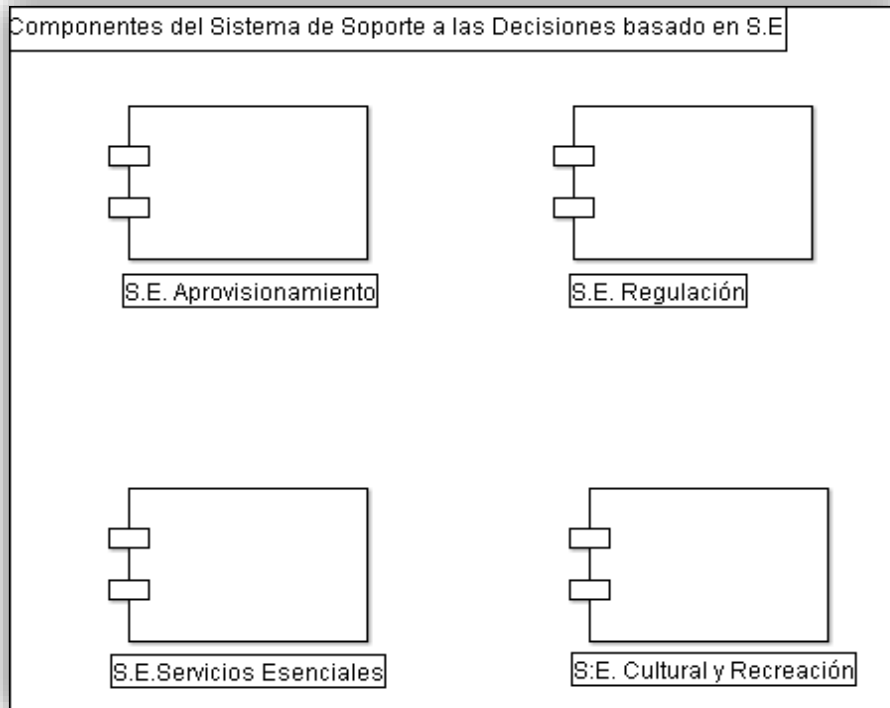 Componentes del Sistema de Soporte a las Decisiones basado en S.E
S.E. Aprovisionamiento
S.E. Regulación
S.E.Servicios Esenciales
S:E. Cultural y Recreación